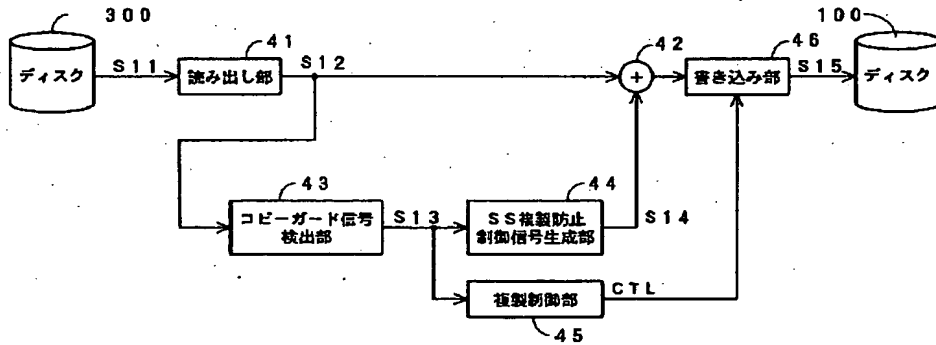 300
ディスク
S11
41
読み出し部
S12
42
46
書き込み部
S15
100
ディスク
43
コピーガード信号
検出部
S13
44
SS複製防止
制御信号生成部
S14
複製制御部
45
CTL